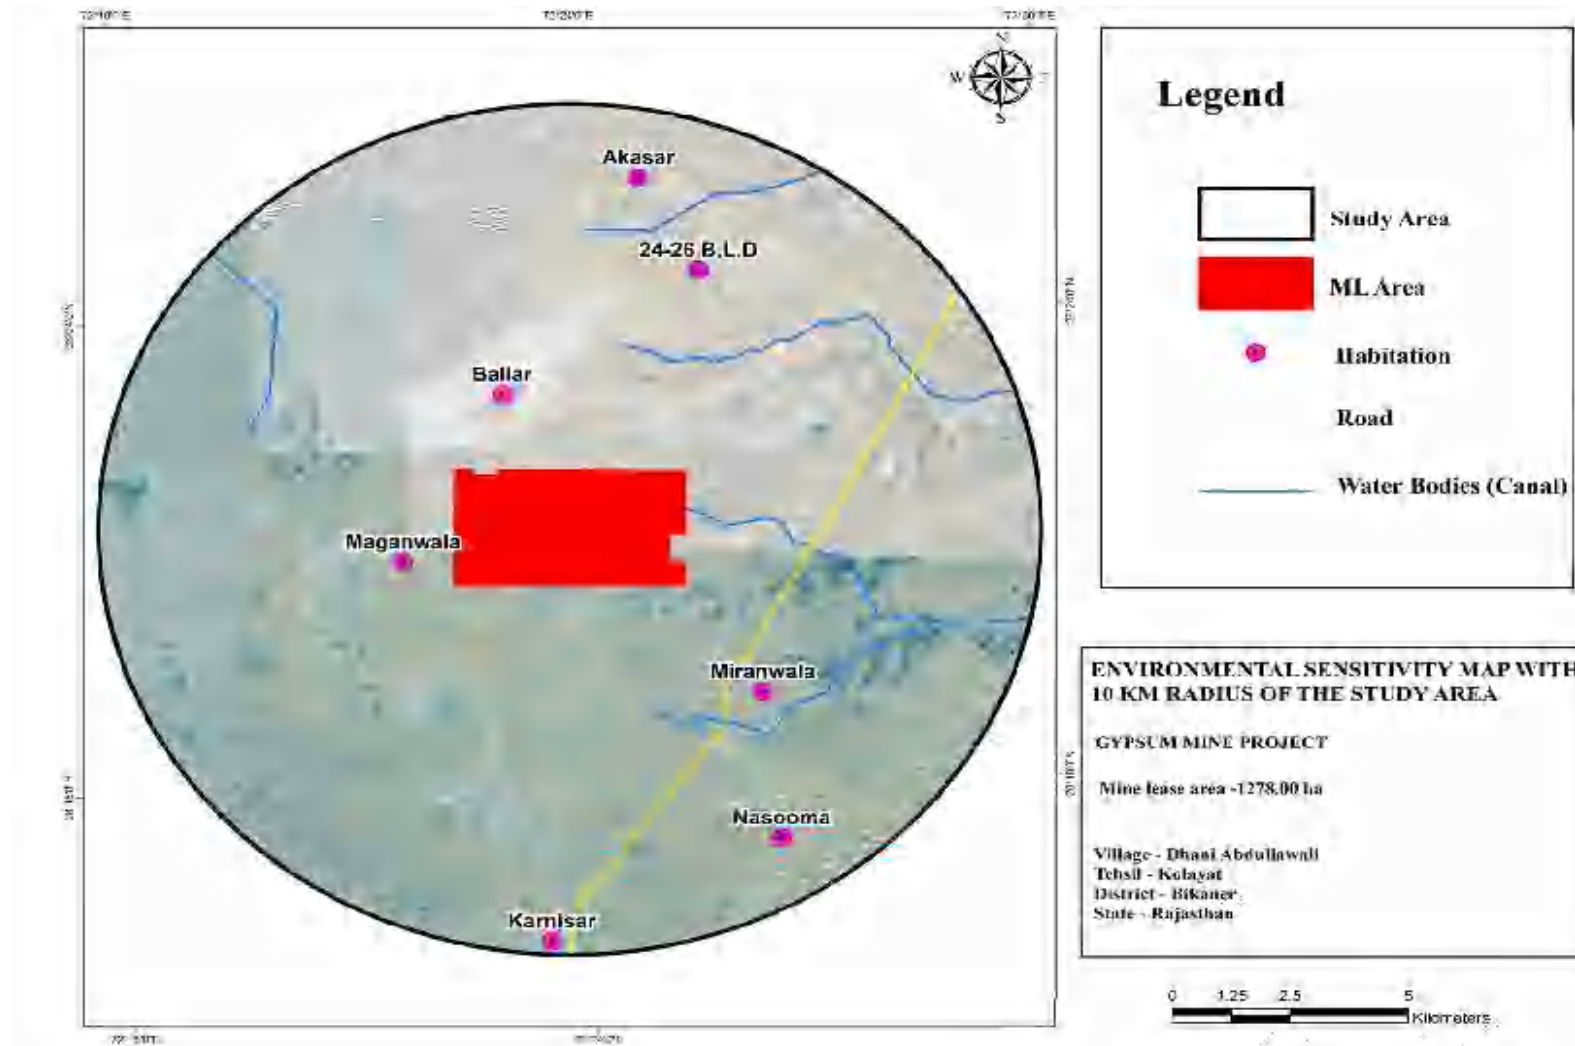 W
S
Akasar
24-26 B.L.D
Ballar
Maganwala
Miranwala
Nasooma
Karnisar
Legend
Study Area
ML Area
Habitation
Road
Water Bodies (Canal)
ENVIRONMENTAL SENSITIVITY MAP WITH
10 KM RADIUS OF THE STUDY AREA
GYPSUM MINE PROJECT
Mine lease area -1278.00 ha
Village - Dhani Abdullawali
Tehsil - Kolayat
District - Bikaner
State - Rajasthan
0 1.25 2.5 5
Kilometers